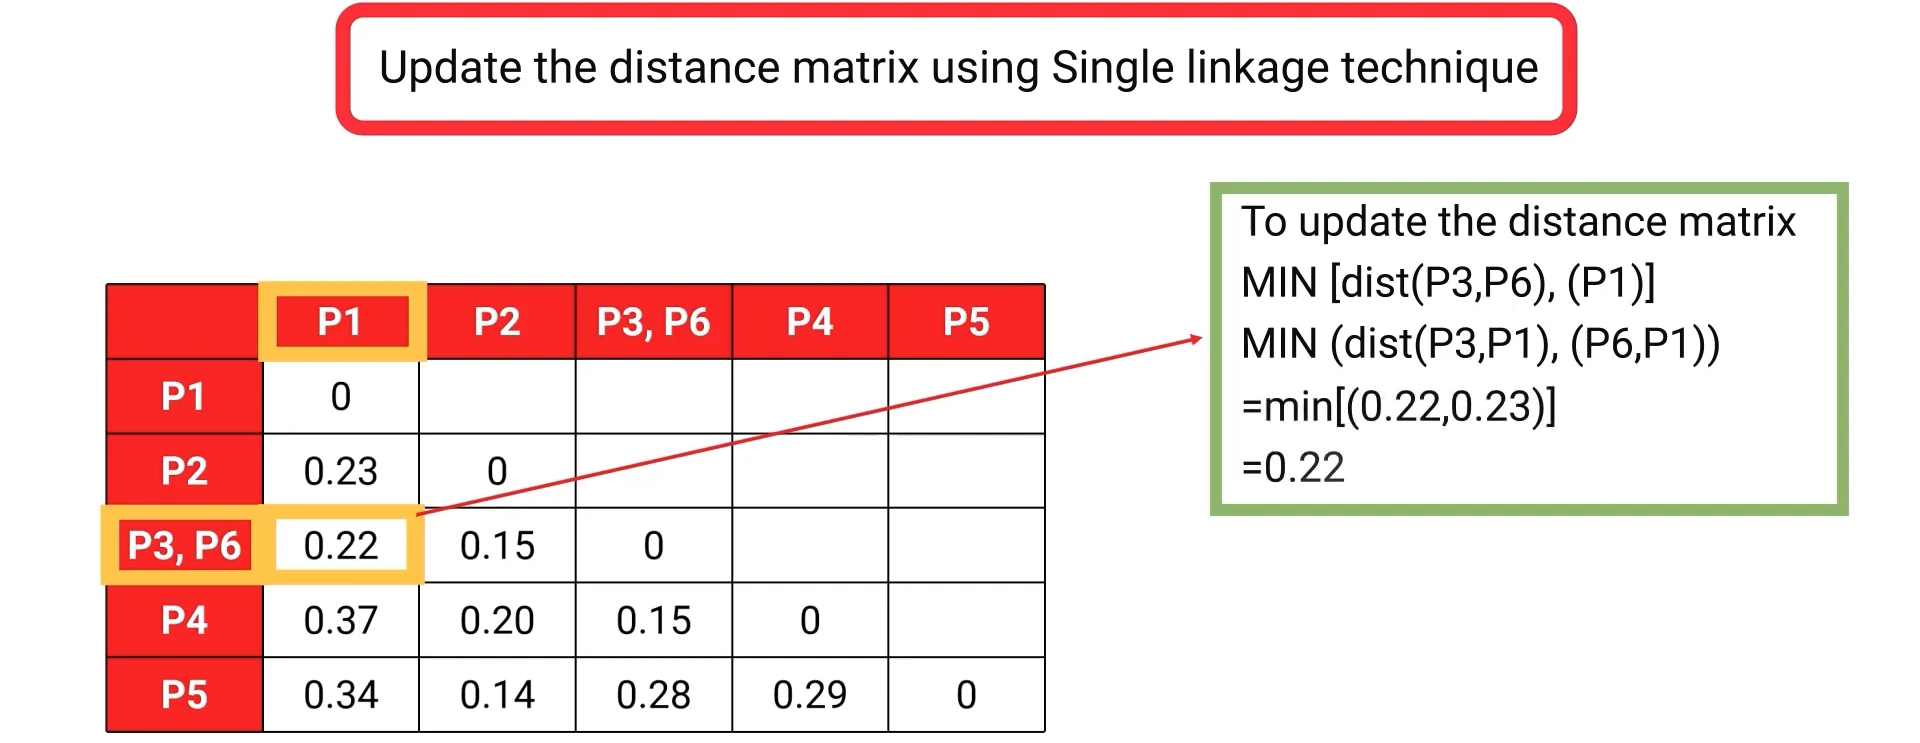 Update the distance matrix using Single linkage technique
To update the distance matrix
MIN [dist(P3,P6), (P1)]
MIN (dist(P3,P1), (P6,P1))
=min[(0.22,0.23)]
=0.22
P1 P2 P3, P6 P4 P5
P1 0
P2 0.23 0
P3, P6 0.22 0.15 0
P4 0.37 0.20 0.15 0
P5 0.34 0.14 0.28 0.29 0